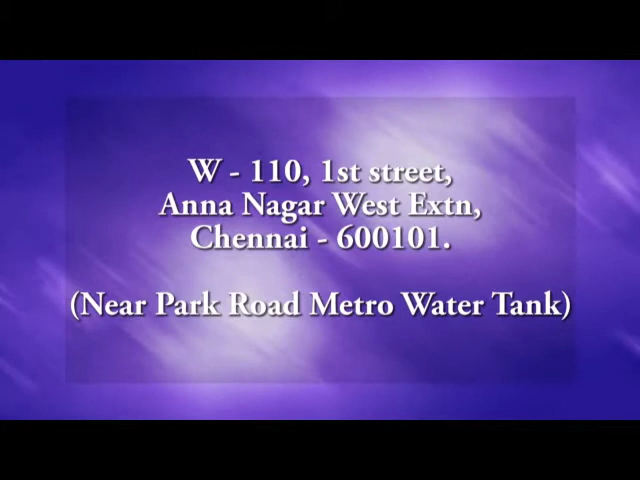 W - 110, 1st street,
Anna Nagar West Extn,
Chennai - 600101.
(Near Park Road Metro Water Tank)